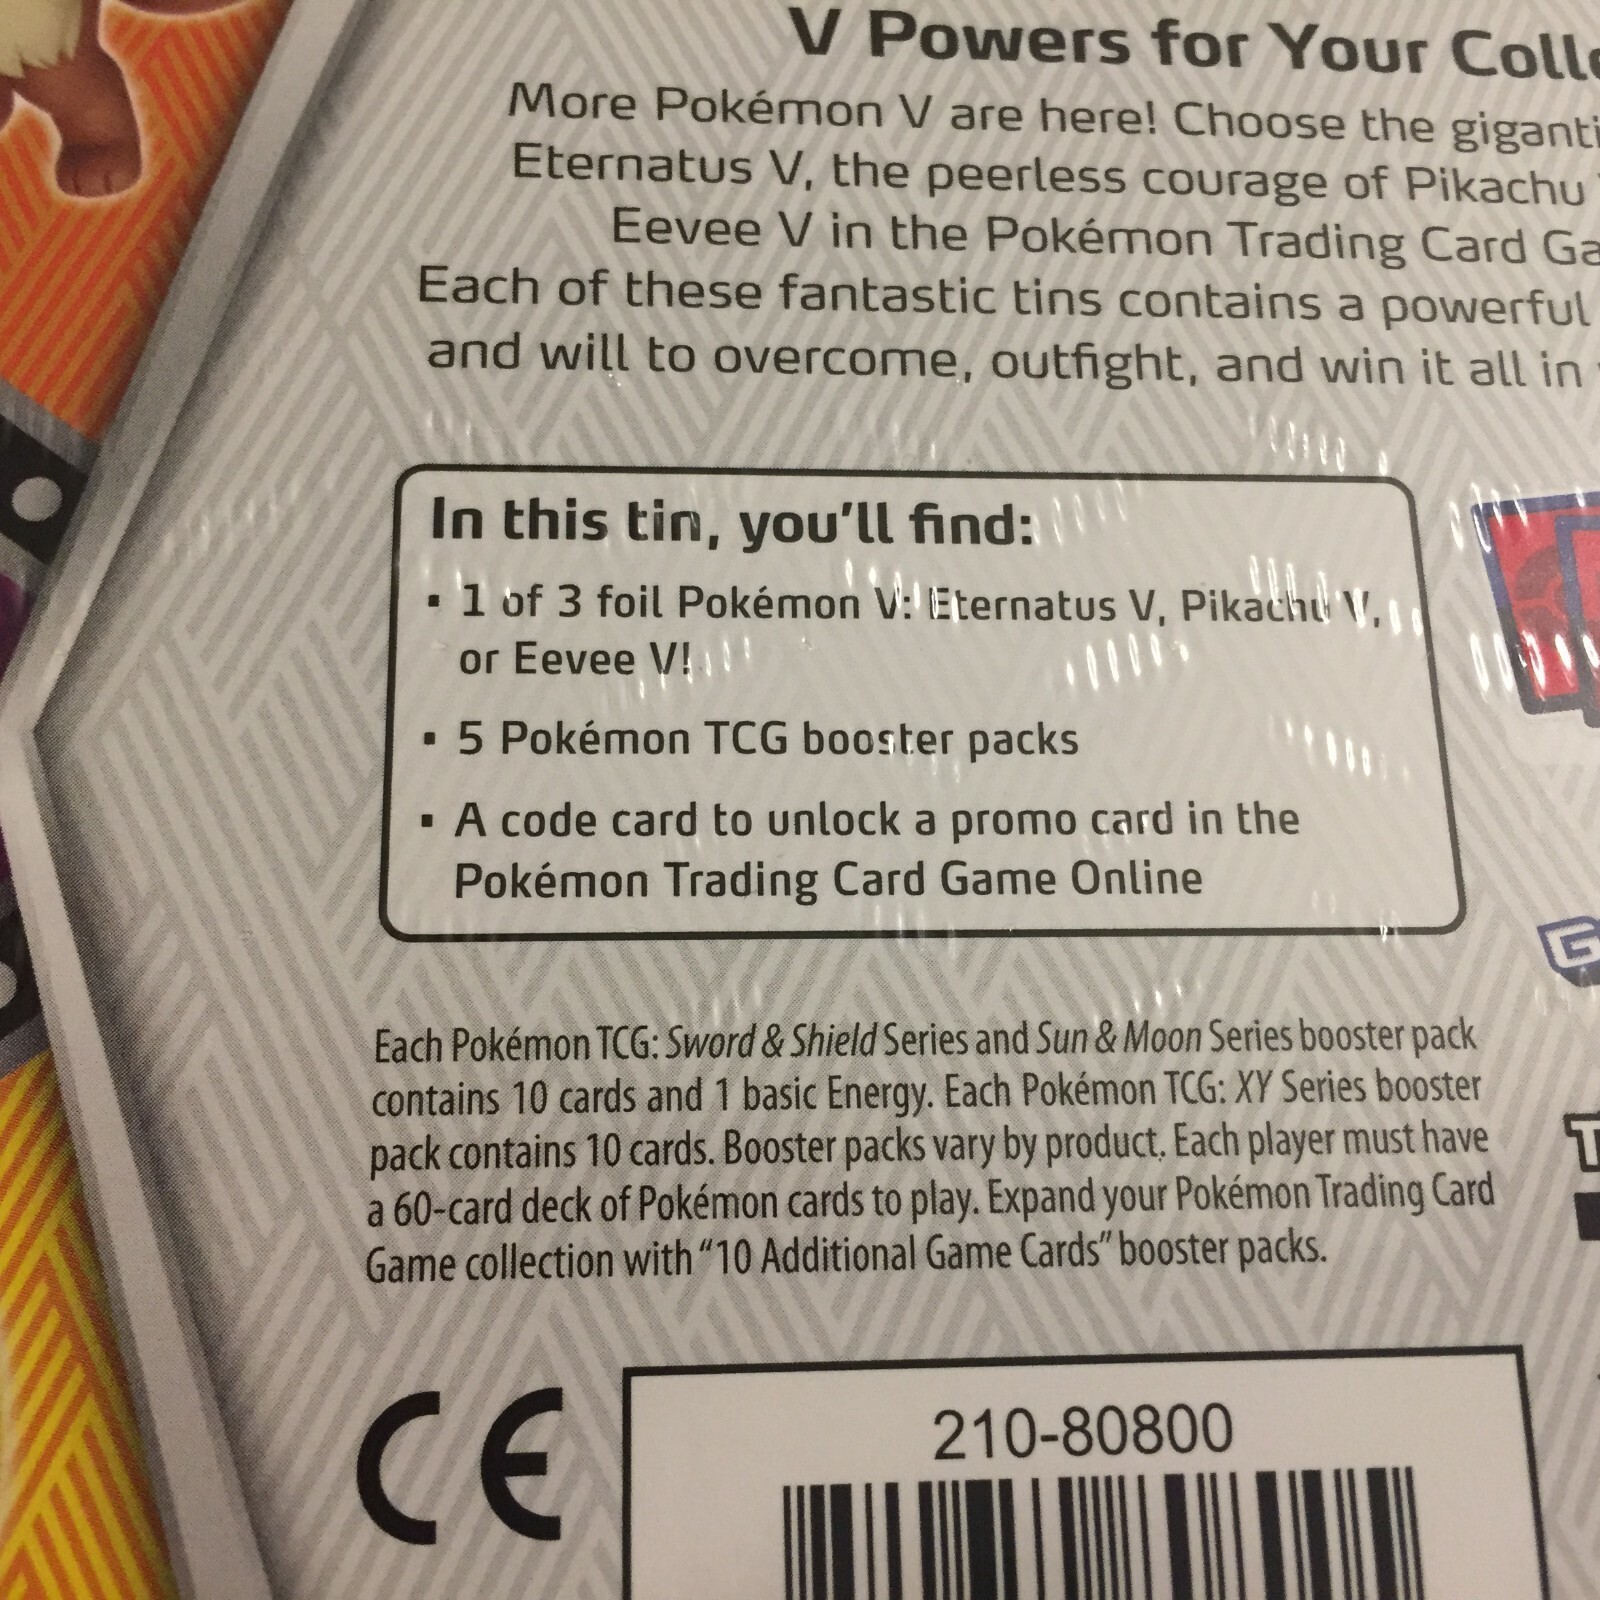 V Powers for Your
More Pokémon V are here! Choose the
Eternatus V, the peerless courage of Pikachu
Eevee V in the Pokémon Trading Card
Each of these fantastic tins contains a powerful
and will to overcome, outfight, and win it all in
In this tin, you'll find:
▪ 1 of 3 foil Pokémon V: Eternatus V, Pikachu V,
or Eevee V!
▪ 5 Pokémon TCG booster packs
▪ A code card to unlock a promo card in the
Pokémon Trading Card Game Online
Each Pokémon TCG: Sword & Shield Series and Sun & Moon Series booster pack
contains 10 cards and 1 basic Energy. Each Pokémon TCG: XY Series booster
pack contains 10 cards. Booster packs vary by product. Each player must have
a 60-card deck of Pokémon cards to play. Expand your Pokémon Trading Card
Game collection with “10 Additional Game Cards” booster packs.
CE
210-80800